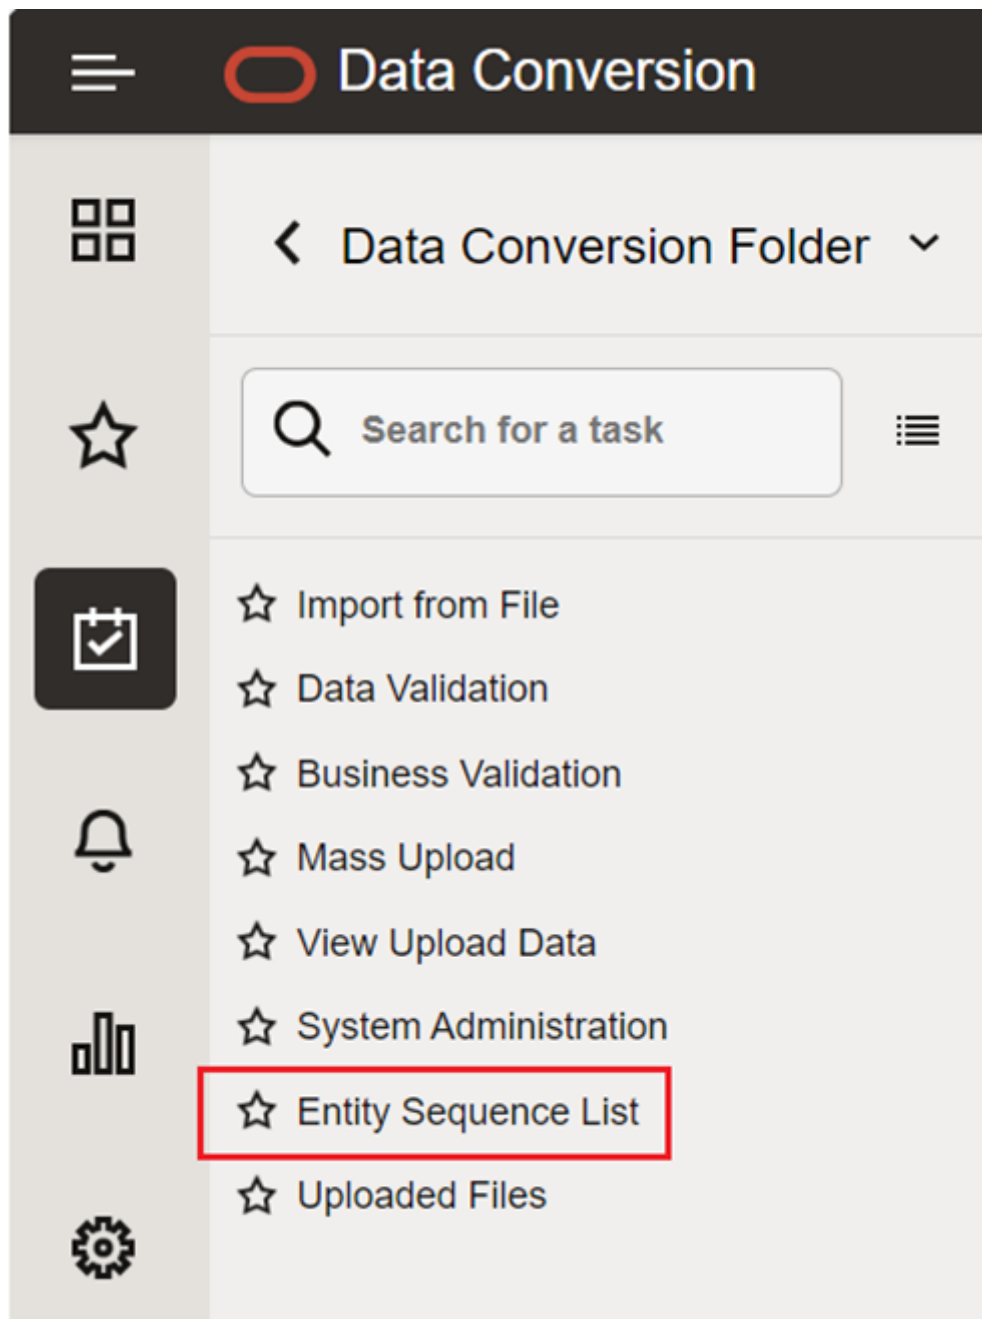 Data Conversion
Data Conversion Folder
Search for a task
Import from File
Data Validation
Business Validation
Mass Upload
View Upload Data
System Administration
Entity Sequence List
Uploaded Files